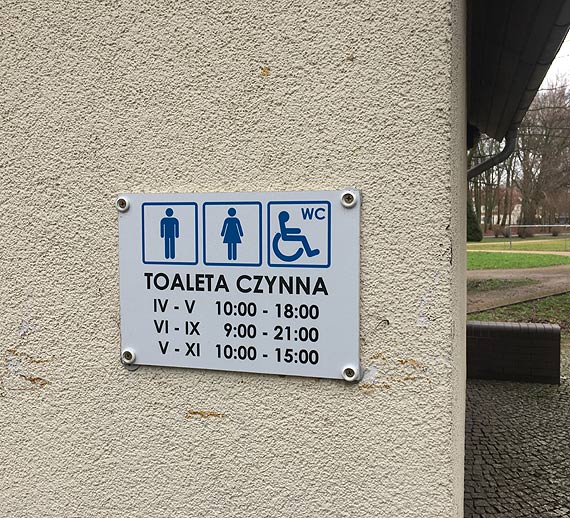 WC
TOALETA CZYNNA
IV - V 10:00 - 18:00
VI - IX 9:00 - 21:00
V - XI 10:00 - 15:00